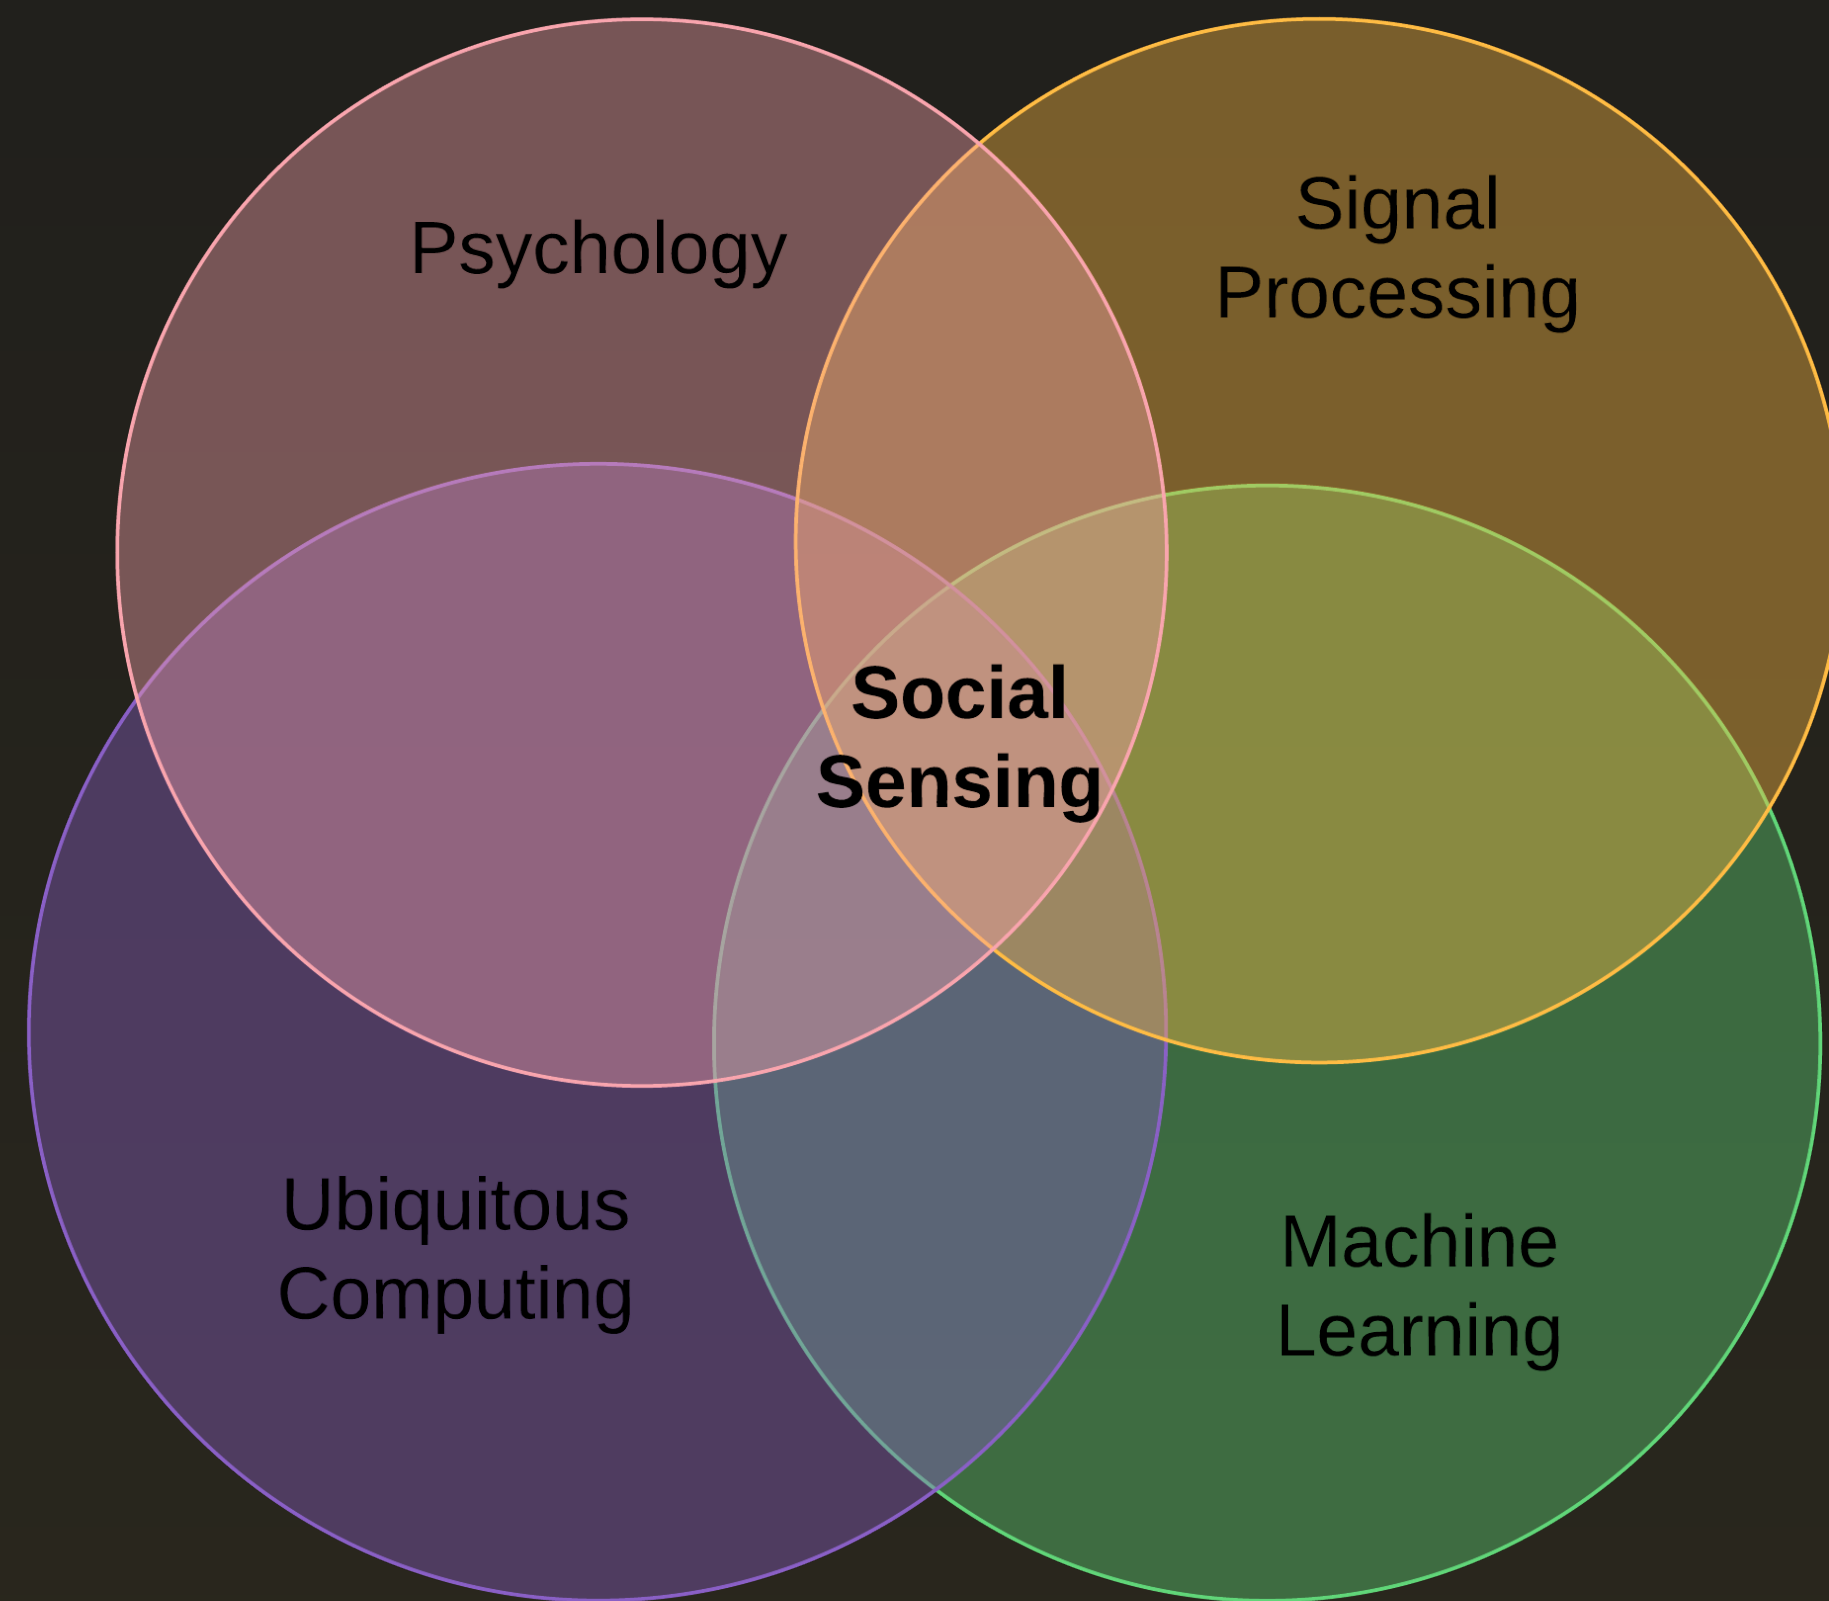 Psychology
Signal
Processing
Social
Sensing
Ubiquitous
Computing
Machine
Learning